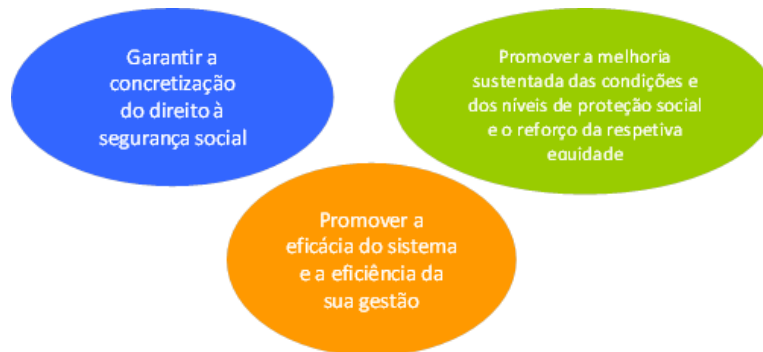 Garantir a
concretização
do direito à
segurança social
Promover a melhoria
sustentada das condições e
dos níveis de proteção social
e o reforço da respetiva
equidade
Promover a
eficácia do sistema
e a eficiência da
sua gestão